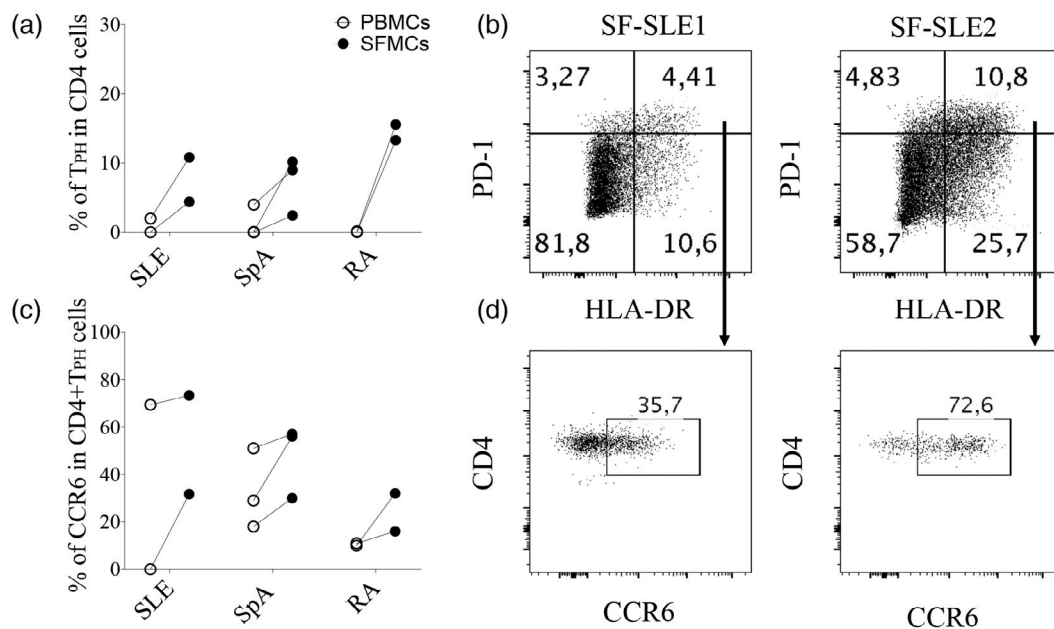 (a)
% of TPH in CD4 cells
30
20
10
0
PBMCs
SFMCs
SLE
SpA
RA
(b)
SF-SLE1
SF-SLE2
PD-1
3,27
4,41
81,8
10,6
HLA-DR
PD-1
4,83
10,8
58,7
25,7
HLA-DR
(c)
% of CCR6 in CD4+TPH cells
100
80
60
40
20
0
SLE
SpA
RA
(d)
CD4
35,7
CCR6
CD4
72,6
CCR6